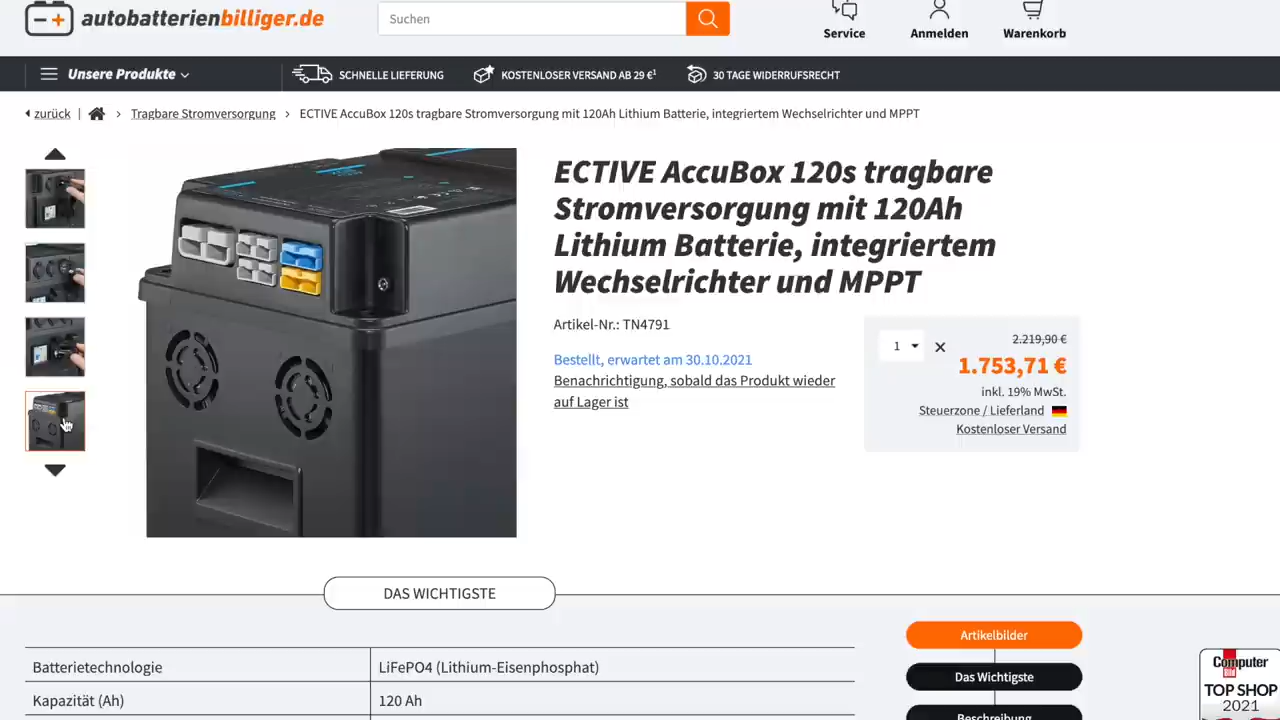 autobatterienbilliger.de
Suchen
Service
Anmelden
Warenkorb
Unsere Produkte
SCHNELLE LIEFERUNG
KOSTENLOSER VERSAND AB 29 €¹
30 TAGE WIDERRUFSRECHT
zurück | > Tragbare Stromversorgung > ECTIVE AccuBox 120s tragbare Stromversorgung mit 120Ah Lithium Batterie, integriertem Wechselrichter und MPPT
ECTIVE AccuBox 120s tragbare
Stromversorgung mit 120Ah
Lithium Batterie, integriertem
Wechselrichter und MPPT
Artikel-Nr.: TN4791
Bestellt, erwartet am 30.10.2021
Benachrichtigung, sobald das Produkt wieder
auf Lager ist
1
2.219,90 €
1.753,71 €
inkl. 19% MwSt.
Steuerzone / Lieferland
Kostenloser Versand
DAS WICHTIGSTE
Batterietechnologie
LiFePO4 (Lithium-Eisenphosphat)
Kapazität (Ah)
120 Ah
Artikelbilder
Das Wichtigste
Beschreibung
Computer
TOP SHOP
2021